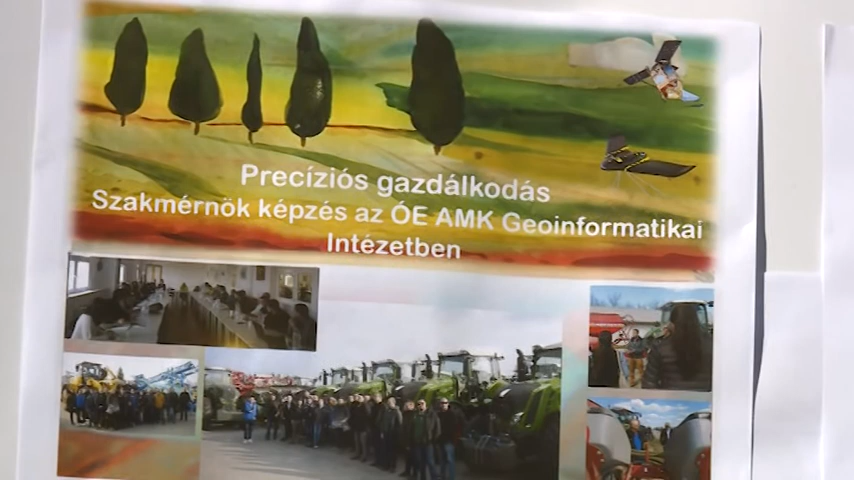 Precíziós gazdálkodás
Szakmérnök képzés az ÓE AMK Geoinformatikai
Intézetben